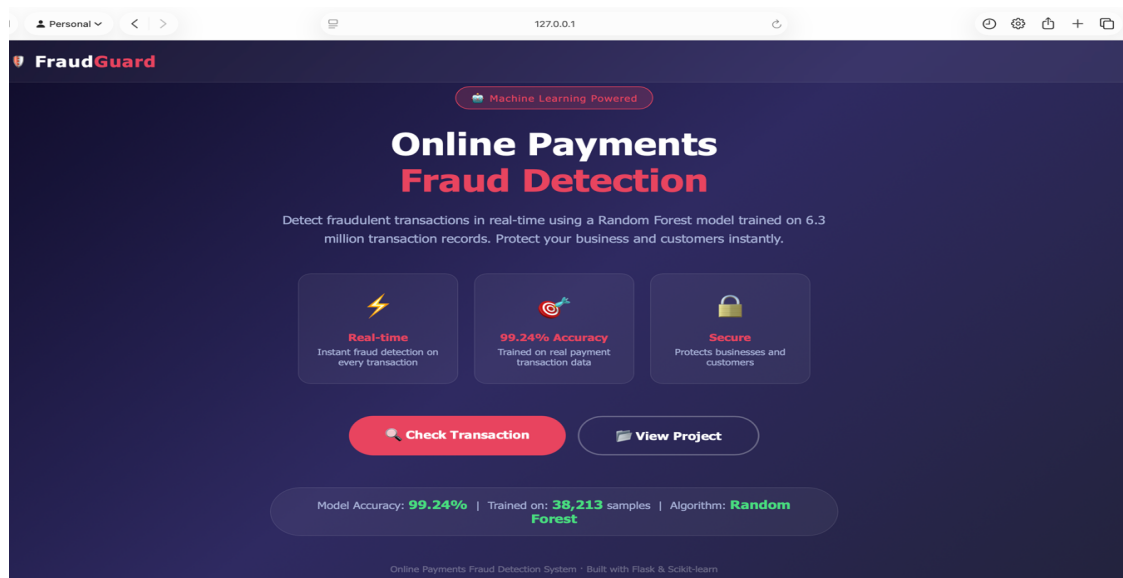 Personal
127.0.0.1
FraudGuard
Machine Learning Powered
Online Payments
Fraud Detection
Detect fraudulent transactions in real-time using a Random Forest model trained on 6.3
million transaction records. Protect your business and customers instantly.
Real-time
Instant fraud detection on
every transaction
99.24% Accuracy
Trained on real payment
transaction data
Secure
Protects businesses and
customers
Check Transaction
View Project
Model Accuracy: 99.24% | Trained on: 38,213 samples | Algorithm: Random
Forest
Online Payments Fraud Detection System · Built with Flask & Scikit-learn